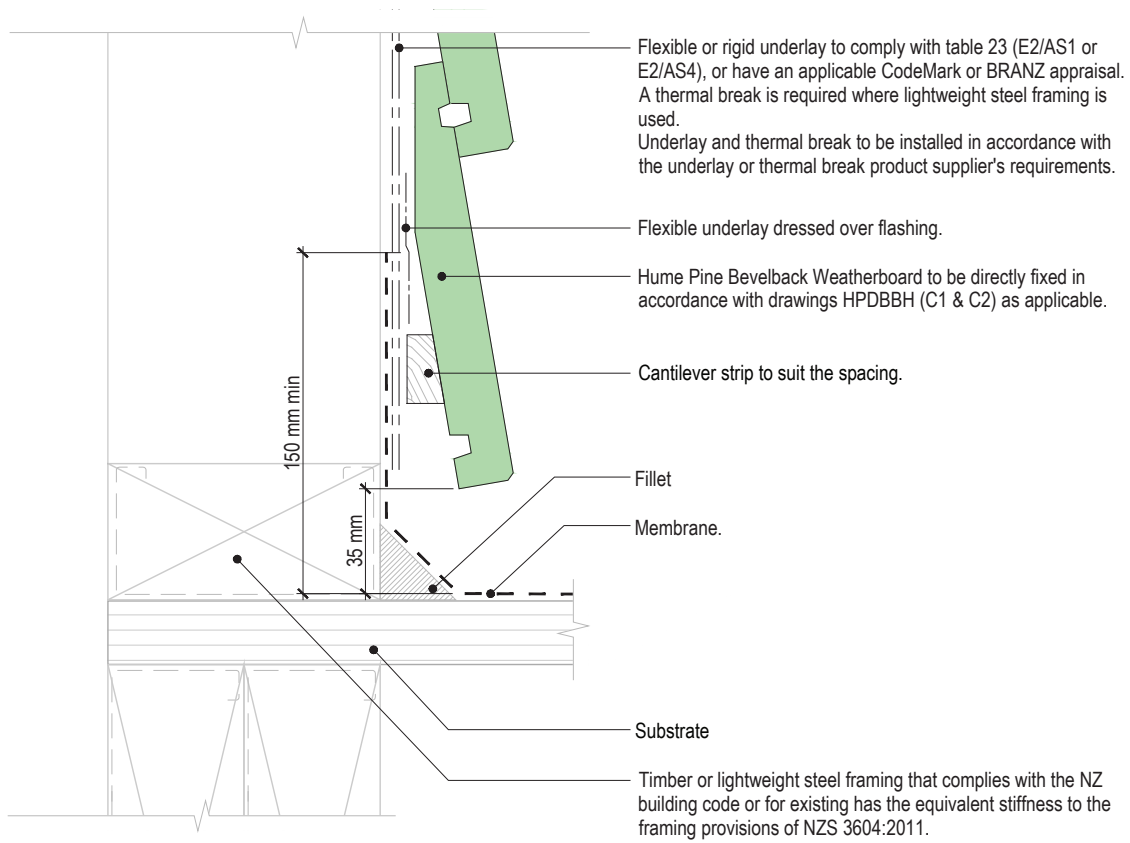 Flexible or rigid underlay to comply with table 23 (E2/AS1 or
E2/AS4), or have an applicable CodeMark or BRANZ appraisal.
A thermal break is required where lightweight steel framing is
used.
Underlay and thermal break to be installed in accordance with
the underlay or thermal break product supplier's requirements.
Flexible underlay dressed over flashing.
Hume Pine Bevelback Weatherboard to be directly fixed in
accordance with drawings HPDBBH (C1 & C2) as applicable.
Cantilever strip to suit the spacing.
150 mm min
35 mm
Fillet
Membrane.
Substrate
Timber or lightweight steel framing that complies with the NZ
building code or for existing has the equivalent stiffness to the
framing provisions of NZS 3604:2011.